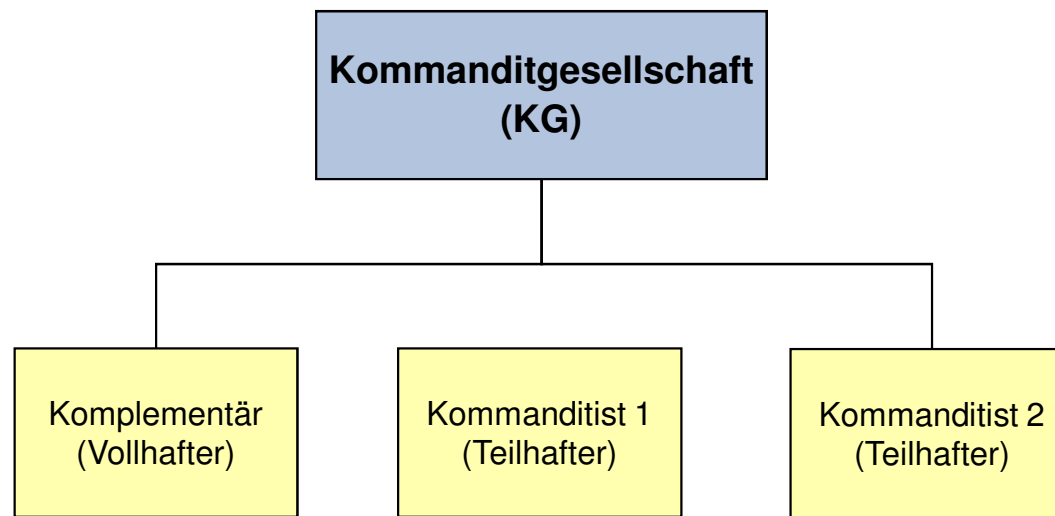 Kommanditgesellschaft
(KG)
Komplementär
(Vollhafter)
Kommanditist 1
(Teilhafter)
Kommanditist 2
(Teilhafter)